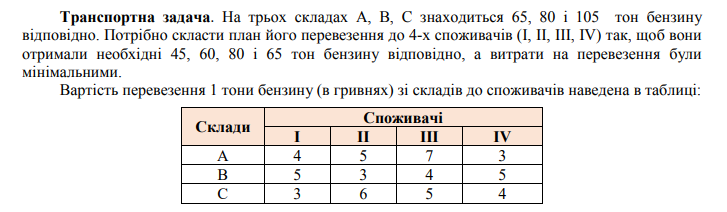 Транспортна задача. На трьох складах А, В, С знаходиться 65, 80 і 105 тон бензину
відповідно. Потрібно скласти план його перевезення до 4-х споживачів (I, II, III, IV) так, щоб вони
отримали необхідні 45, 60, 80 і 65 тон бензину відповідно, а витрати на перевезення були
мінімальними.
Вартість перевезення 1 тони бензину (в гривнях) зі складів до споживачів наведена в таблиці:
Склади Споживачі
I II III IV
А 4 5 7 3
В 5 3 4 5
С 3 6 5 4